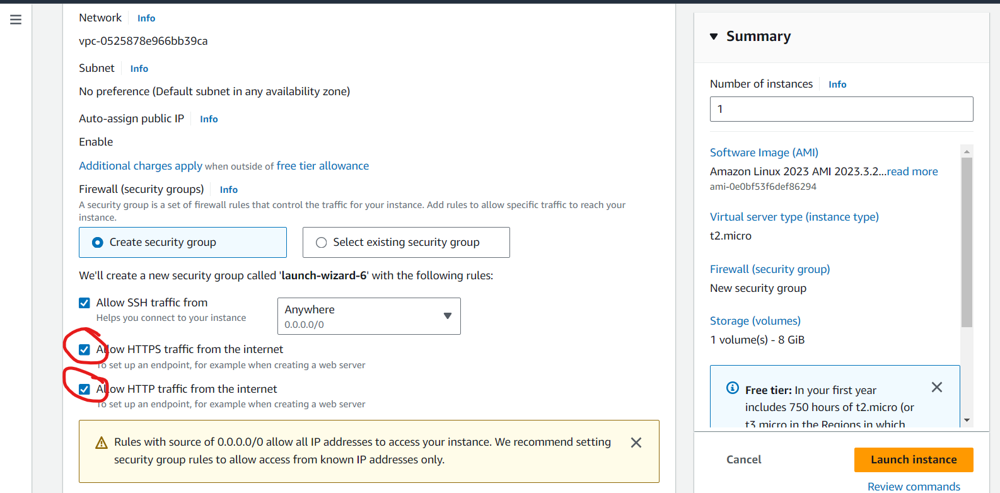 Network Info
vpc-0525878e966bb39ca
Subnet Info
No preference (Default subnet in any availability zone)
Auto-assign public IP Info
Enable
Additional charges apply when outside of free tier allowance
Firewall (security groups) Info
A security group is a set of firewall rules that control the traffic for your instance. Add rules to allow specific traffic to reach your
instance.
Create security group
Select existing security group
We'll create a new security group called 'launch-wizard-6' with the following rules:
Allow SSH traffic from
Helps you connect to your instance
Anywhere
0.0.0.0/0
Allow HTTPS traffic from the internet
To set up an endpoint, for example when creating a web server
Allow HTTP traffic from the internet
To set up an endpoint, for example when creating a web server
Rules with source of 0.0.0.0/0 allow all IP addresses to access your instance. We recommend setting
security group rules to allow access from known IP addresses only.
Summary
Number of instances Info
1
Software Image (AMI)
Amazon Linux 2023 AMI 2023.3.2...read more
ami-0e0bf53f6def86294
Virtual server type (instance type)
t2.micro
Firewall (security group)
New security group
Storage (volumes)
1 volume(s) - 8 GiB
Free tier: In your first year
includes 750 hours of t2.micro (or
t3.micro in the Regions in which
Cancel
Launch instance
Review commands